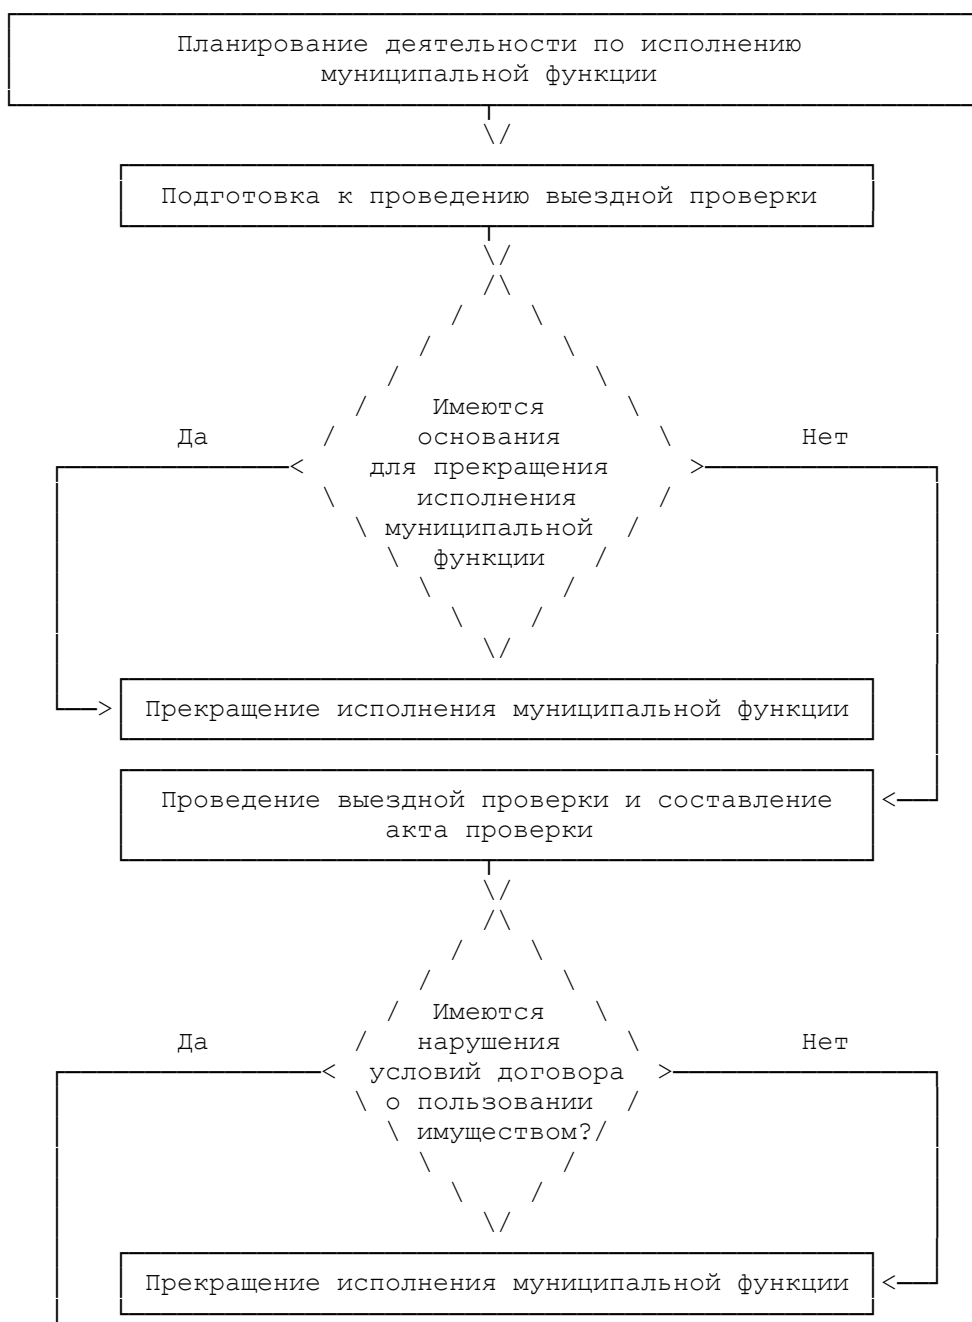 Планирование деятельности по исполнению
муниципальной функции
Подготовка к проведению выездной проверки
Имеются
Да основания Нет
для прекращения
исполнения
муниципальной
функции
Прекращение исполнения муниципальной функции
Проведение выездной проверки и составление
акта проверки
Имеются
Да нарушения Нет
условий договора
о пользовании
имуществом?
Прекращение исполнения муниципальной функции